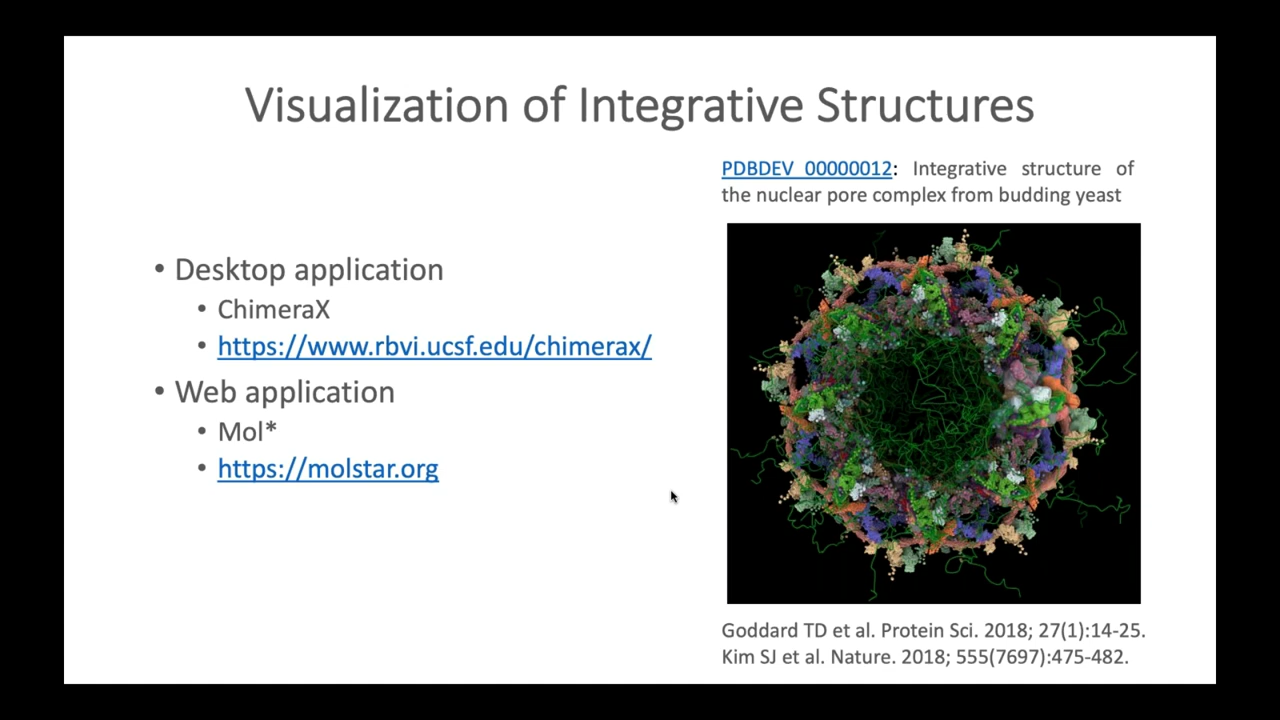 Visualization of Integrative Structures
PDBDEV_00000012: Integrative structure of
the nuclear pore complex from budding yeast
• Desktop application
• ChimeraX
• https://www.rbvi.ucsf.edu/chimerax/
• Web application
• Mol*
• https://molstar.org
Goddard TD et al. Protein Sci. 2018; 27(1):14-25.
Kim SJ et al. Nature. 2018; 555(7697):475-482.